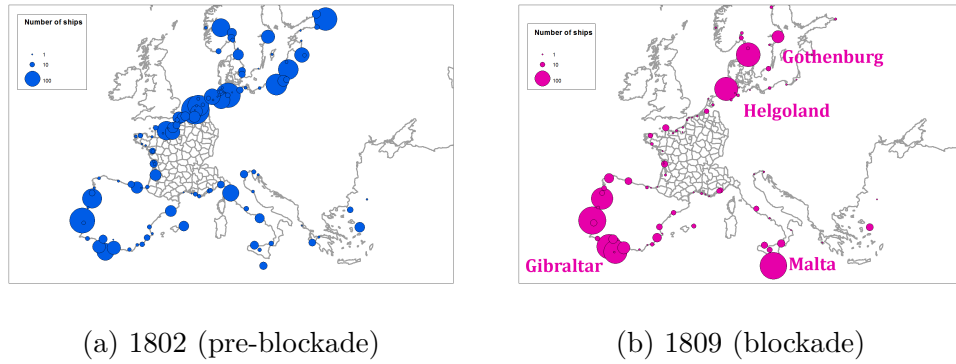 Number of ships
1
10
100
Number of ships
1
10
100
Gothenburg
Helgoland
Gibraltar
Malta
(a) 1802 (pre-blockade)
(b) 1809 (blockade)